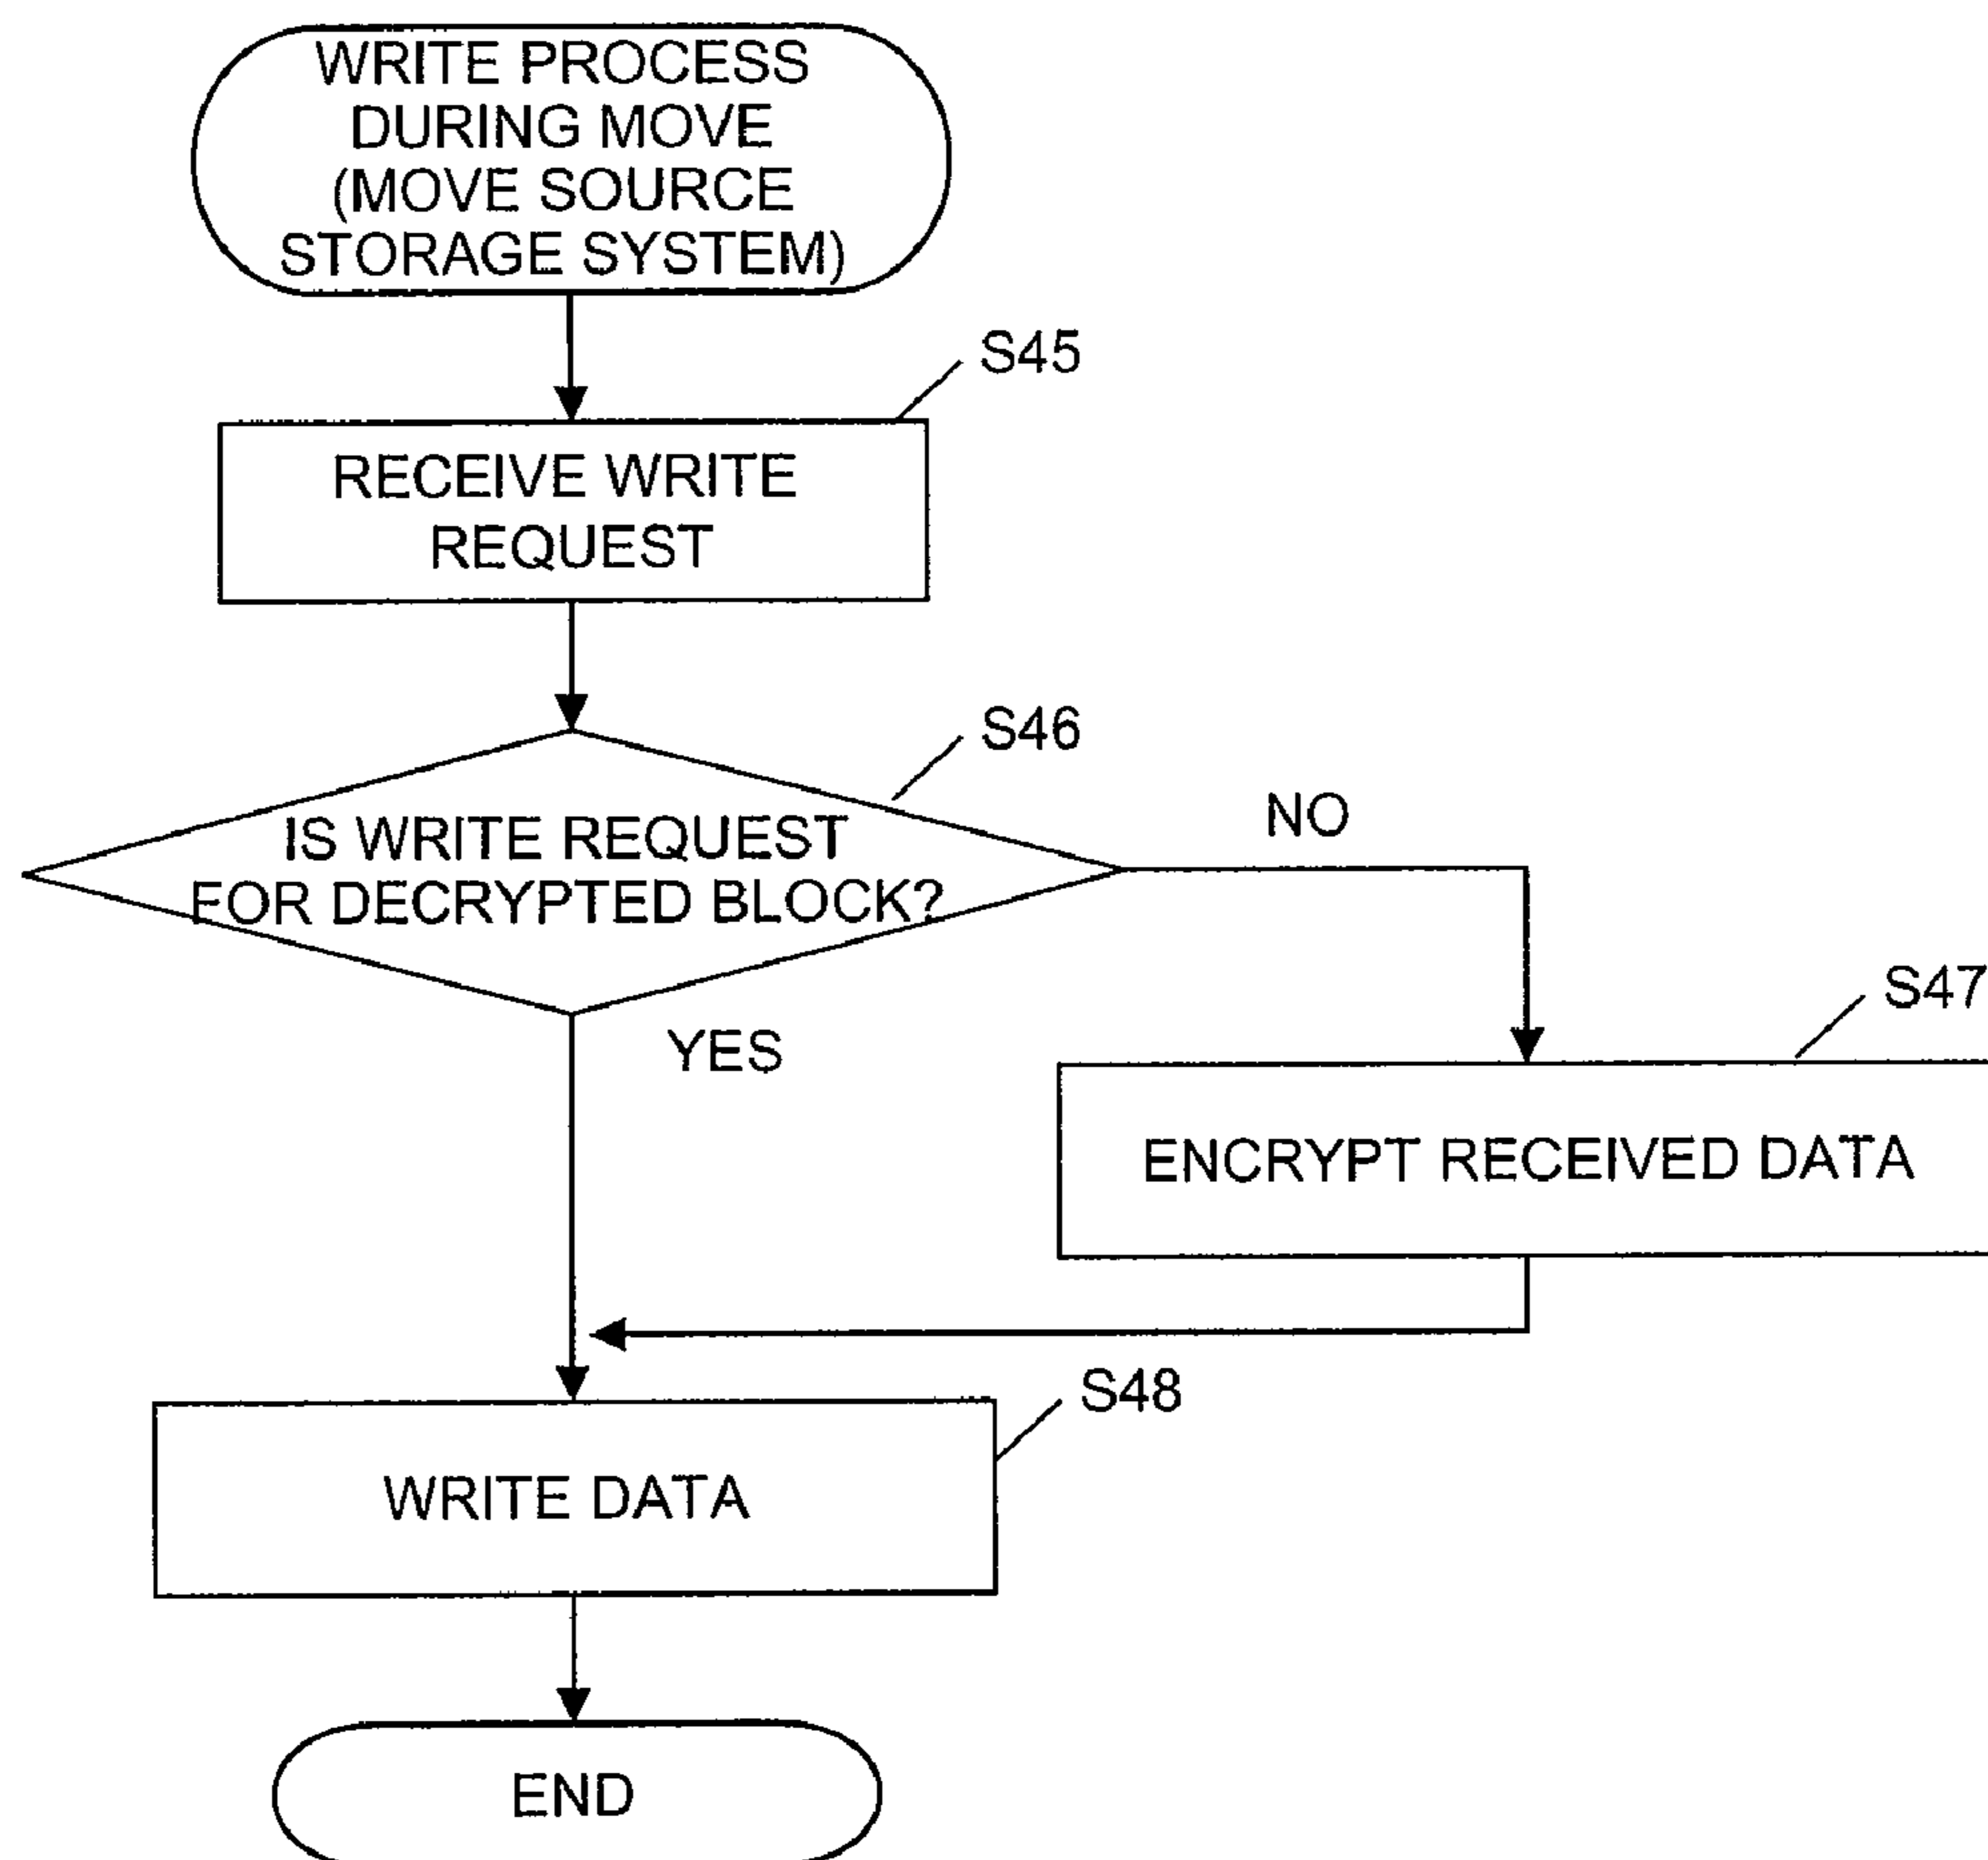 WRITE PROCESS
DURING MOVE
(MOVE SOURCE
STORAGE SYSTEM)
S45
RECEIVE WRITE
REQUEST
S46
IS WRITE REQUEST
FOR DECRYPTED BLOCK?
NO
YES
S47
ENCRYPT RECEIVED DATA
S48
WRITE DATA
END